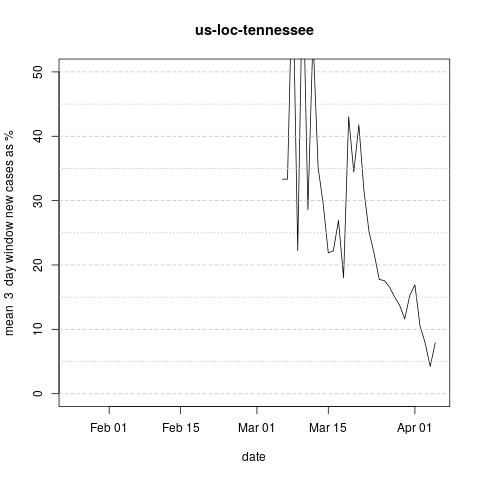 us-loc-tennessee
mean 3 day window new cases as %
50
40
30
20
10
0
Feb 01 Feb 15 Mar 01 Mar 15 Apr 01
date